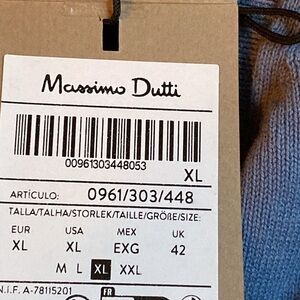 Massimo Dutti
00961303448053
XL
ARTÍCULO: 0961/303/448
TALLA/TALHA/STORLEK/TAILLE/GRÖẞE/SIZE:
EUR USA MEX UK
XL XL EXG 42
M L XL XXL
N.I.F. A-78115201
FR